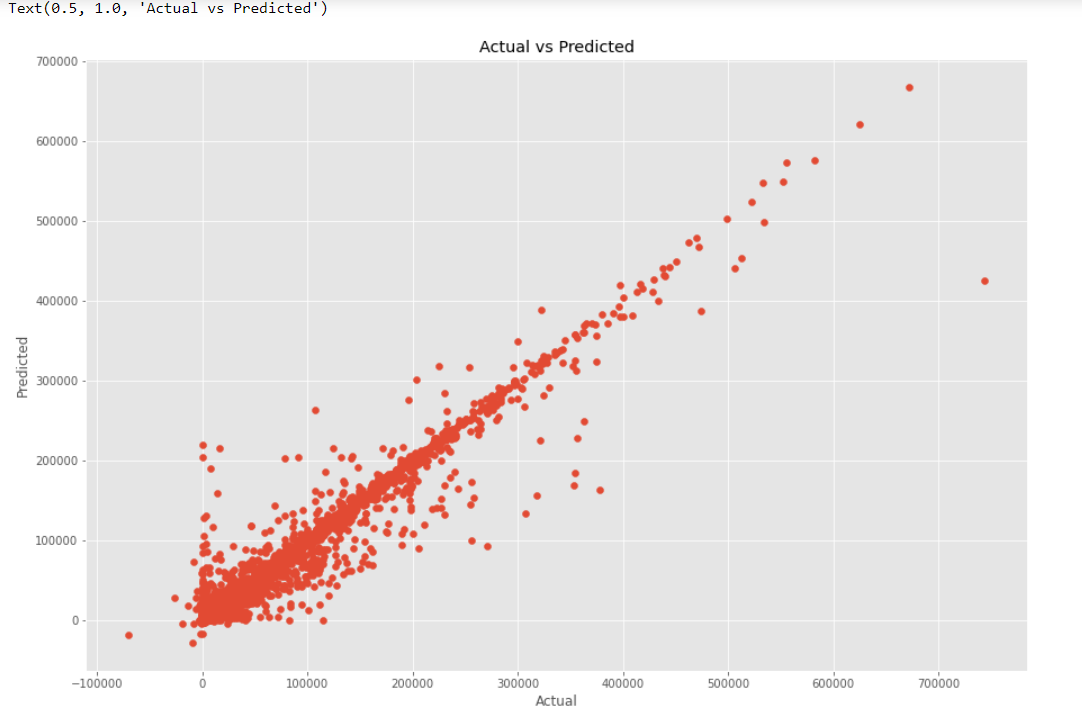 Text(0.5, 1.0, 'Actual vs Predicted')
Actual vs Predicted
700000
600000
500000
400000
300000
200000
100000
0
Predicted
−100000 0 100000 200000 300000 400000 500000 600000 700000
Actual